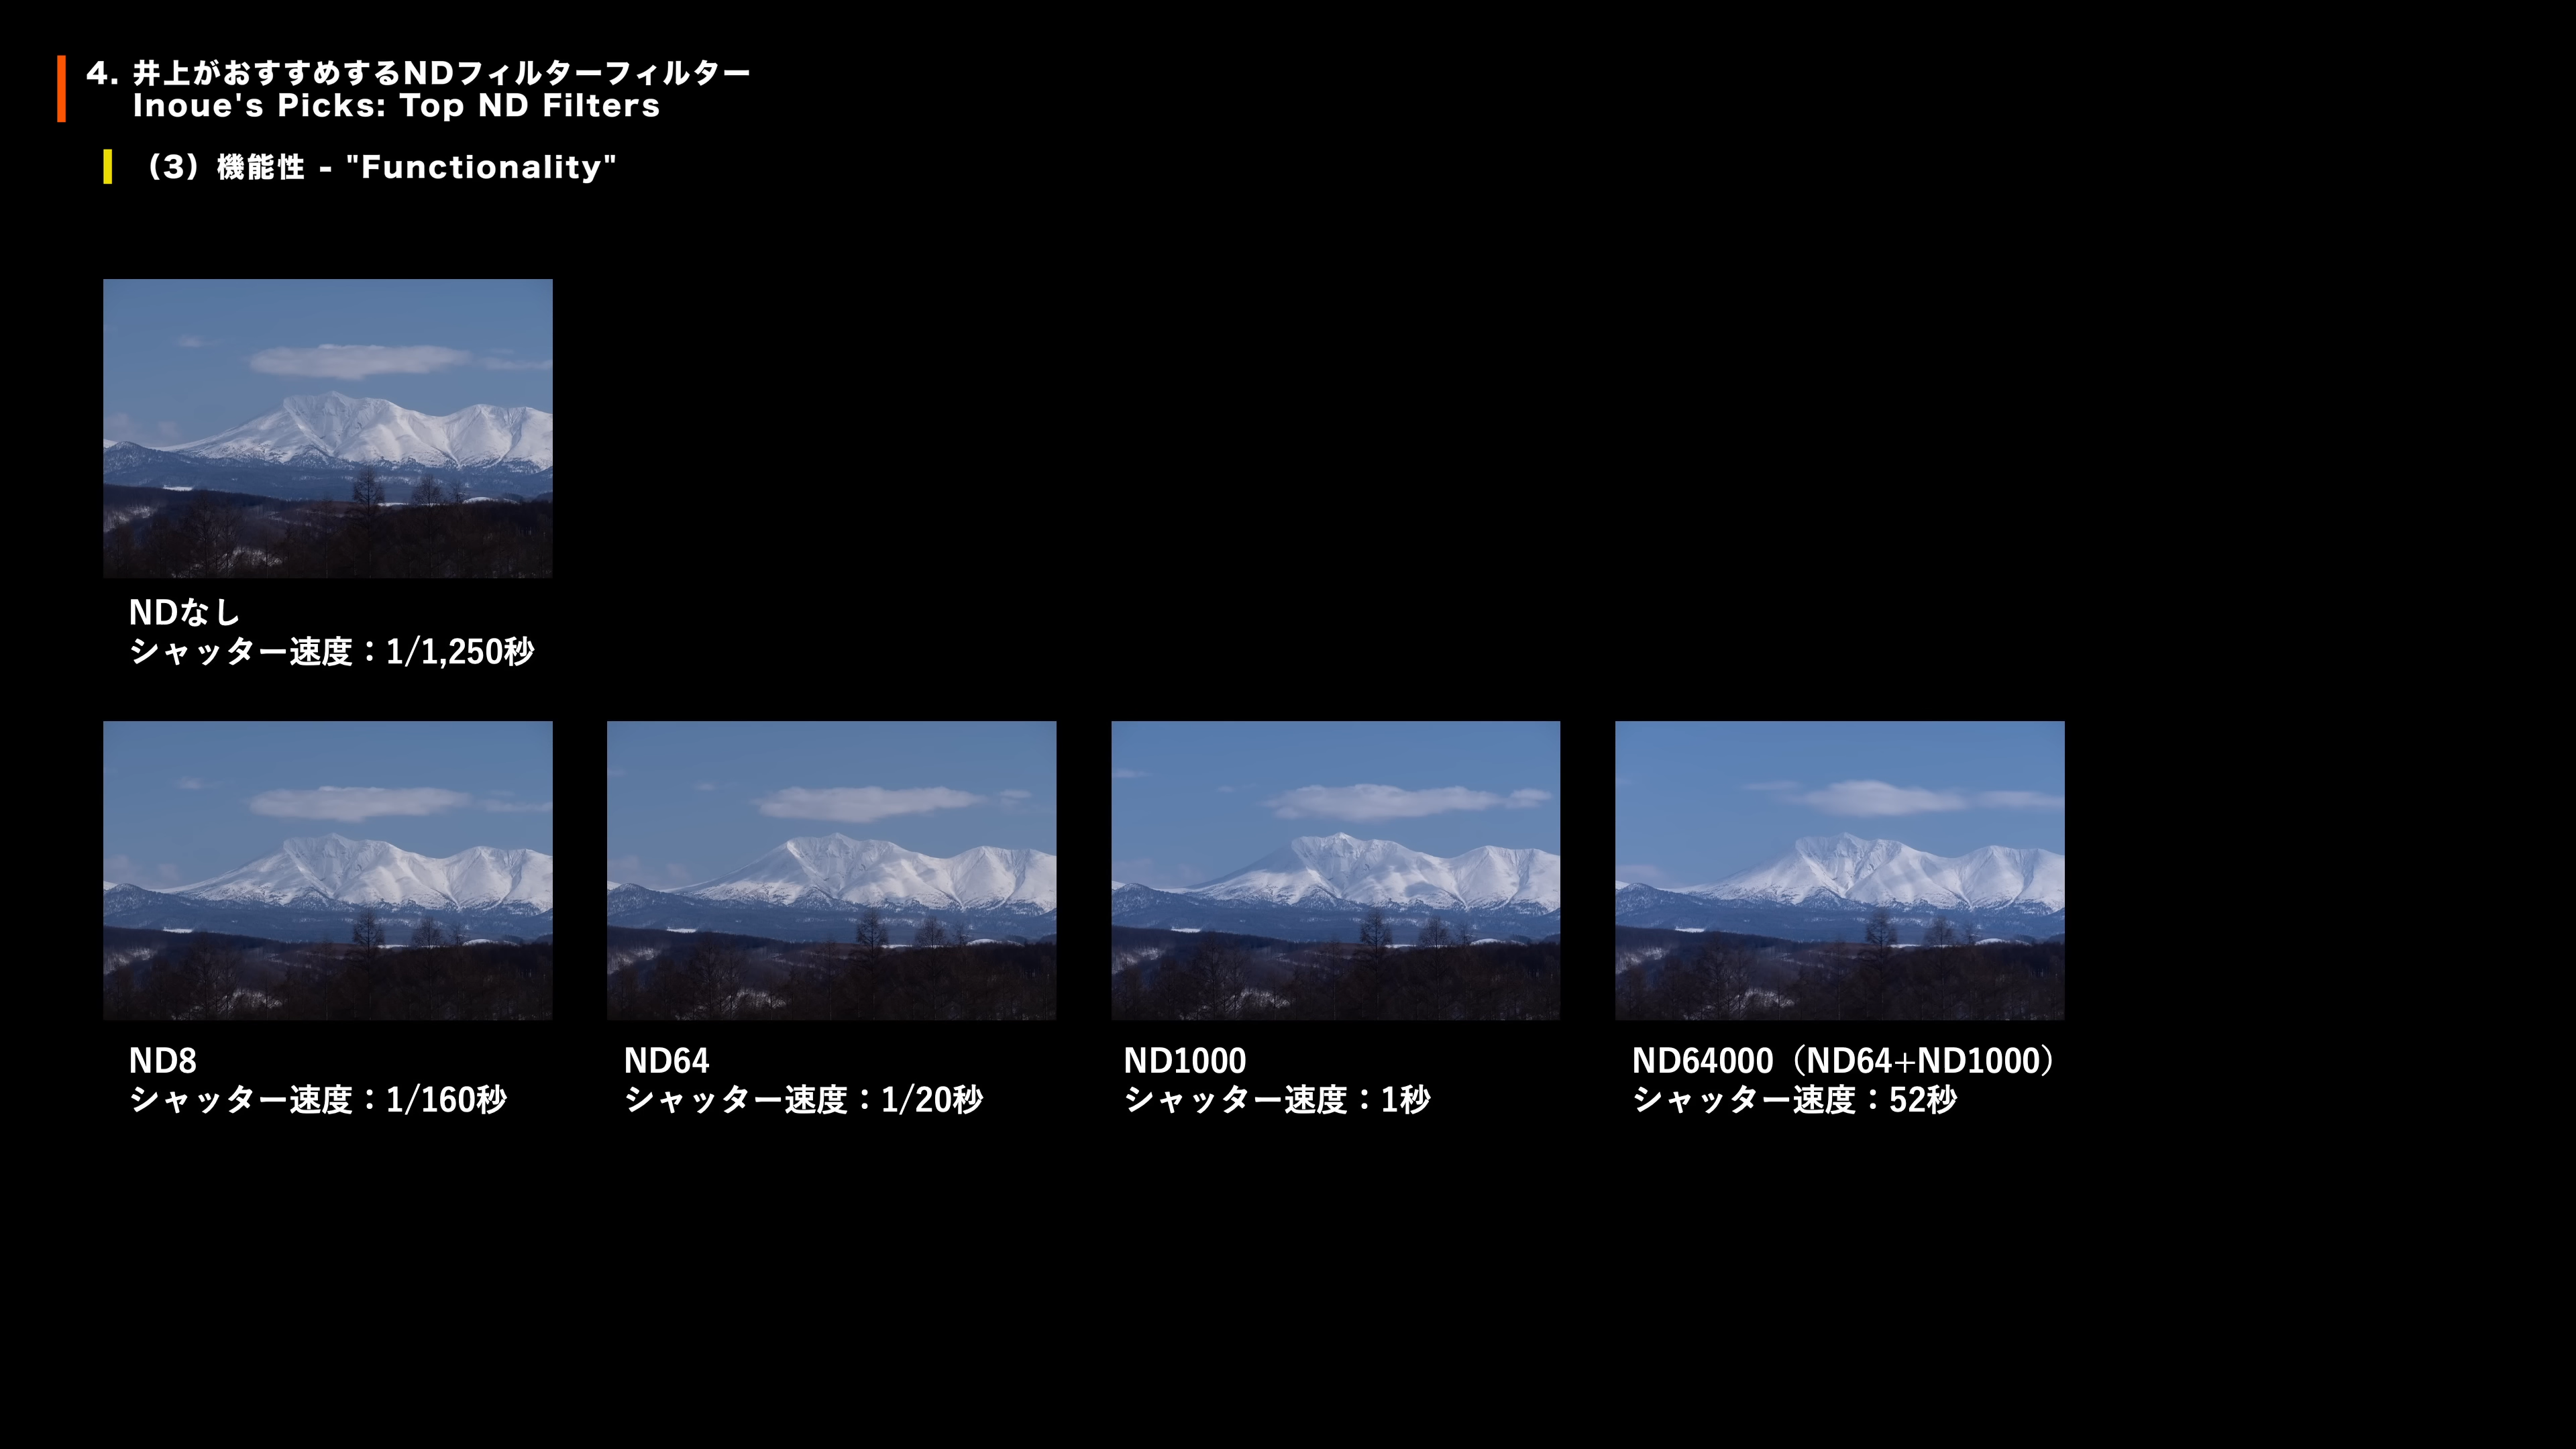 4. 井上がおすすめするNDフィルターフィルター
Inoue's Picks: Top ND Filters
（3）機能性 - "Functionality"
NDなし
シャッター速度：1/1,250秒
ND8
シャッター速度：1/160秒
ND64
シャッター速度：1/20秒
ND1000
シャッター速度：1秒
ND64000（ND64+ND1000）
シャッター速度：52秒